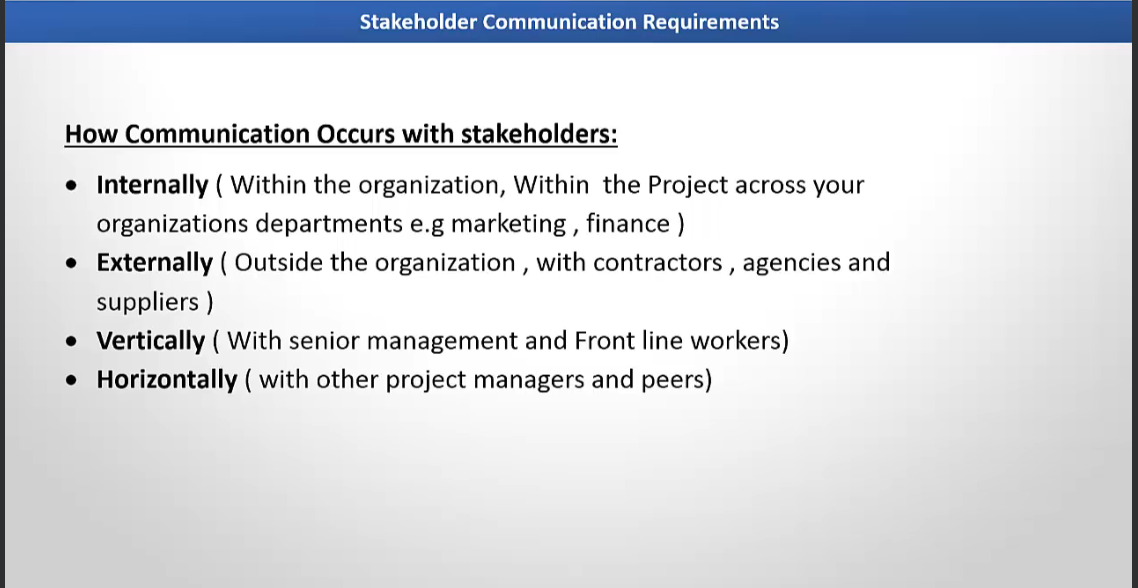 Stakeholder Communication Requirements
How Communication Occurs with stakeholders:
• Internally ( Within the organization, Within the Project across your
organizations departments e.g marketing , finance )
• Externally ( Outside the organization , with contractors , agencies and
suppliers )
• Vertically ( With senior management and Front line workers)
• Horizontally ( with other project managers and peers)